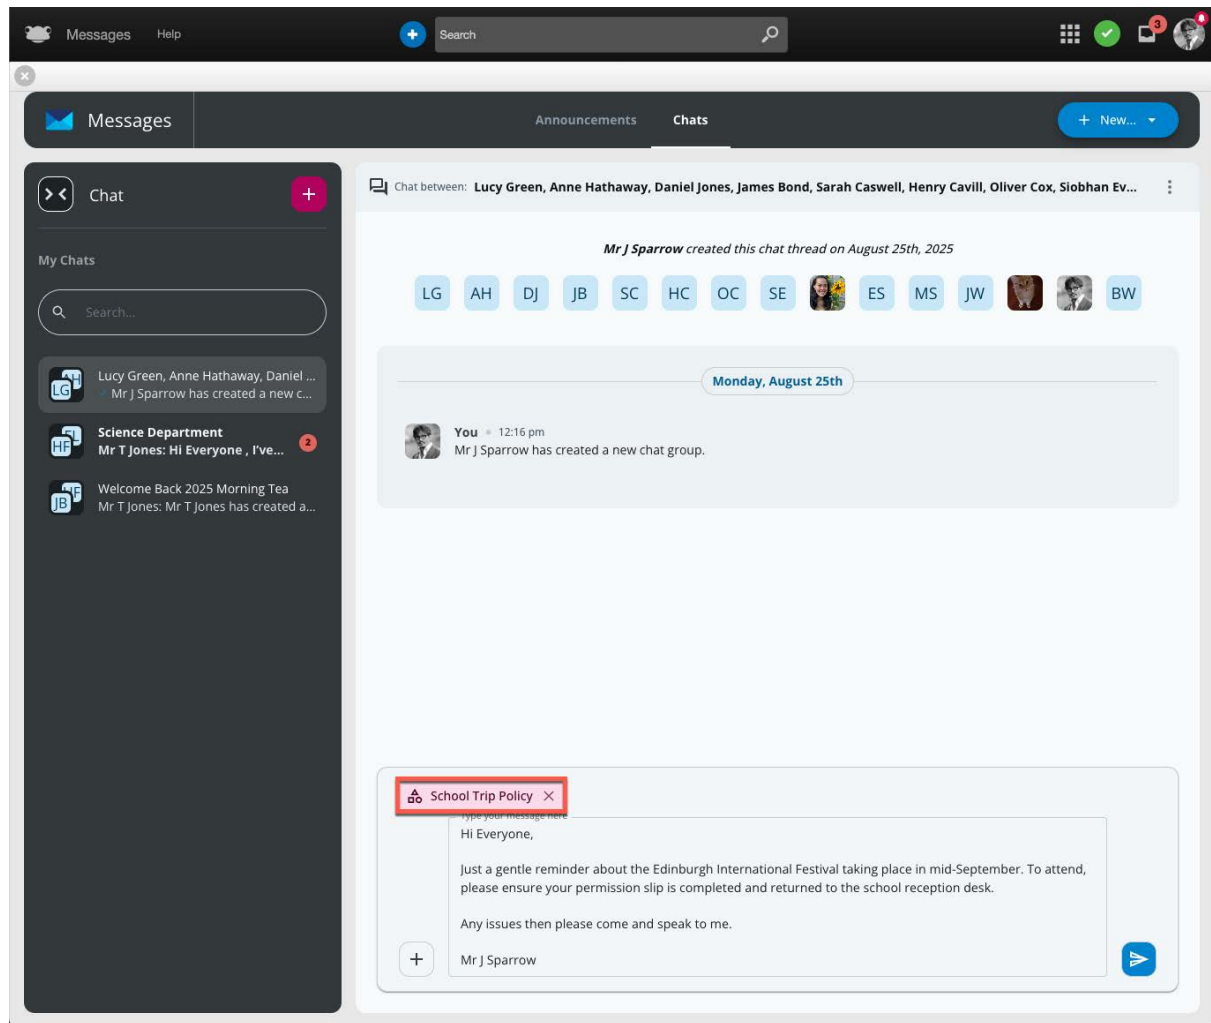 Messages Help Search 3
Messages Announcements Chats + New...
Chat
My Chats
Search...
LG AH
Lucy Green, Anne Hathaway, Daniel ...
Mr J Sparrow has created a new c...
HF
Science Department
Mr T Jones: Hi Everyone , I've...
2
JB
Welcome Back 2025 Morning Tea
Mr T Jones: Mr T Jones has created a...
Chat between: Lucy Green, Anne Hathaway, Daniel Jones, James Bond, Sarah Caswell, Henry Cavill, Oliver Cox, Siobhan Ev...
Mr J Sparrow created this chat thread on August 25th, 2025
LG AH DJ JB SC HC OC SE ES MS JW BW
Monday, August 25th
You 12:16 pm
Mr J Sparrow has created a new chat group.
School Trip Policy
Type your message here
Hi Everyone,
Just a gentle reminder about the Edinburgh International Festival taking place in mid-September. To attend,
please ensure your permission slip is completed and returned to the school reception desk.
Any issues then please come and speak to me.
Mr J Sparrow